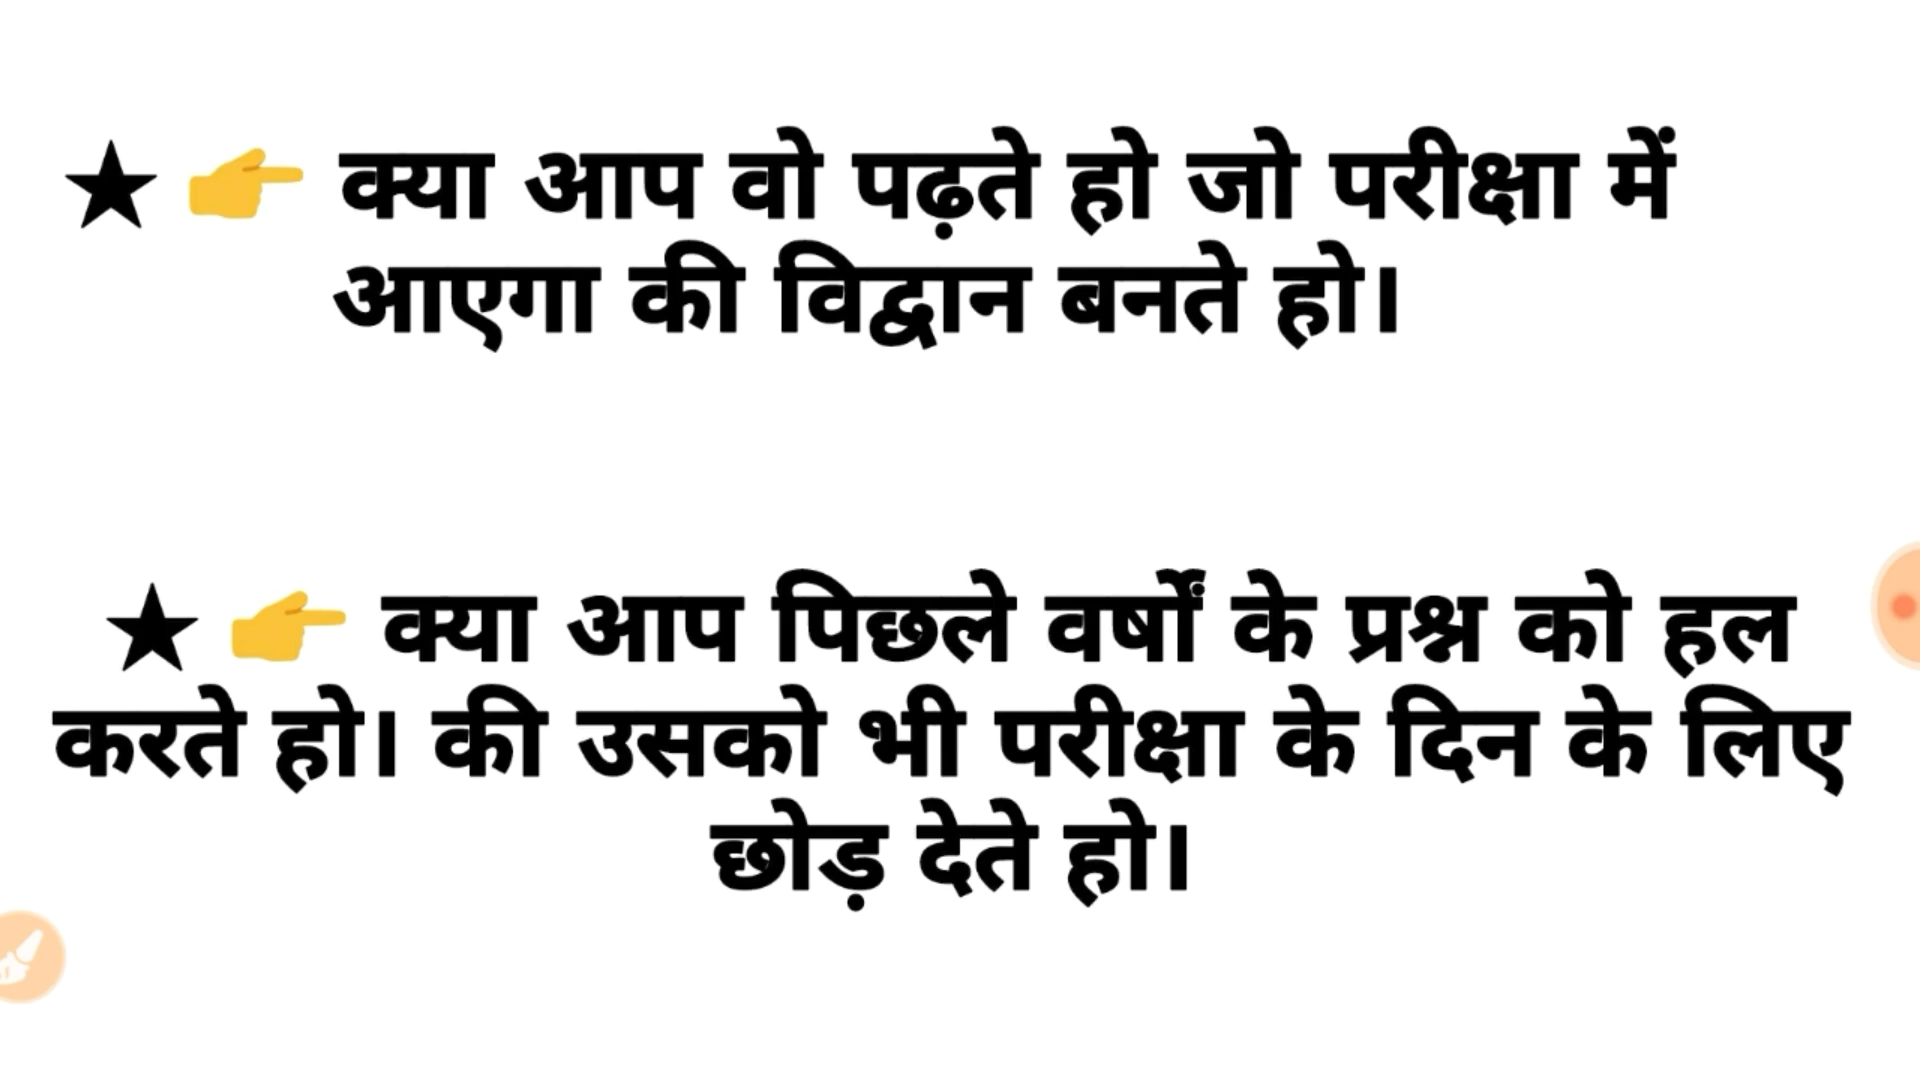 ★👉 क्या आप वो पढ़ते हो जो परीक्षा में
आएगा की विद्वान बनते हो।
★👉 क्या आप पिछले वर्षों के प्रश्न को हल
करते हो। की उसको भी परीक्षा के दिन के लिए
छोड़ देते हो।